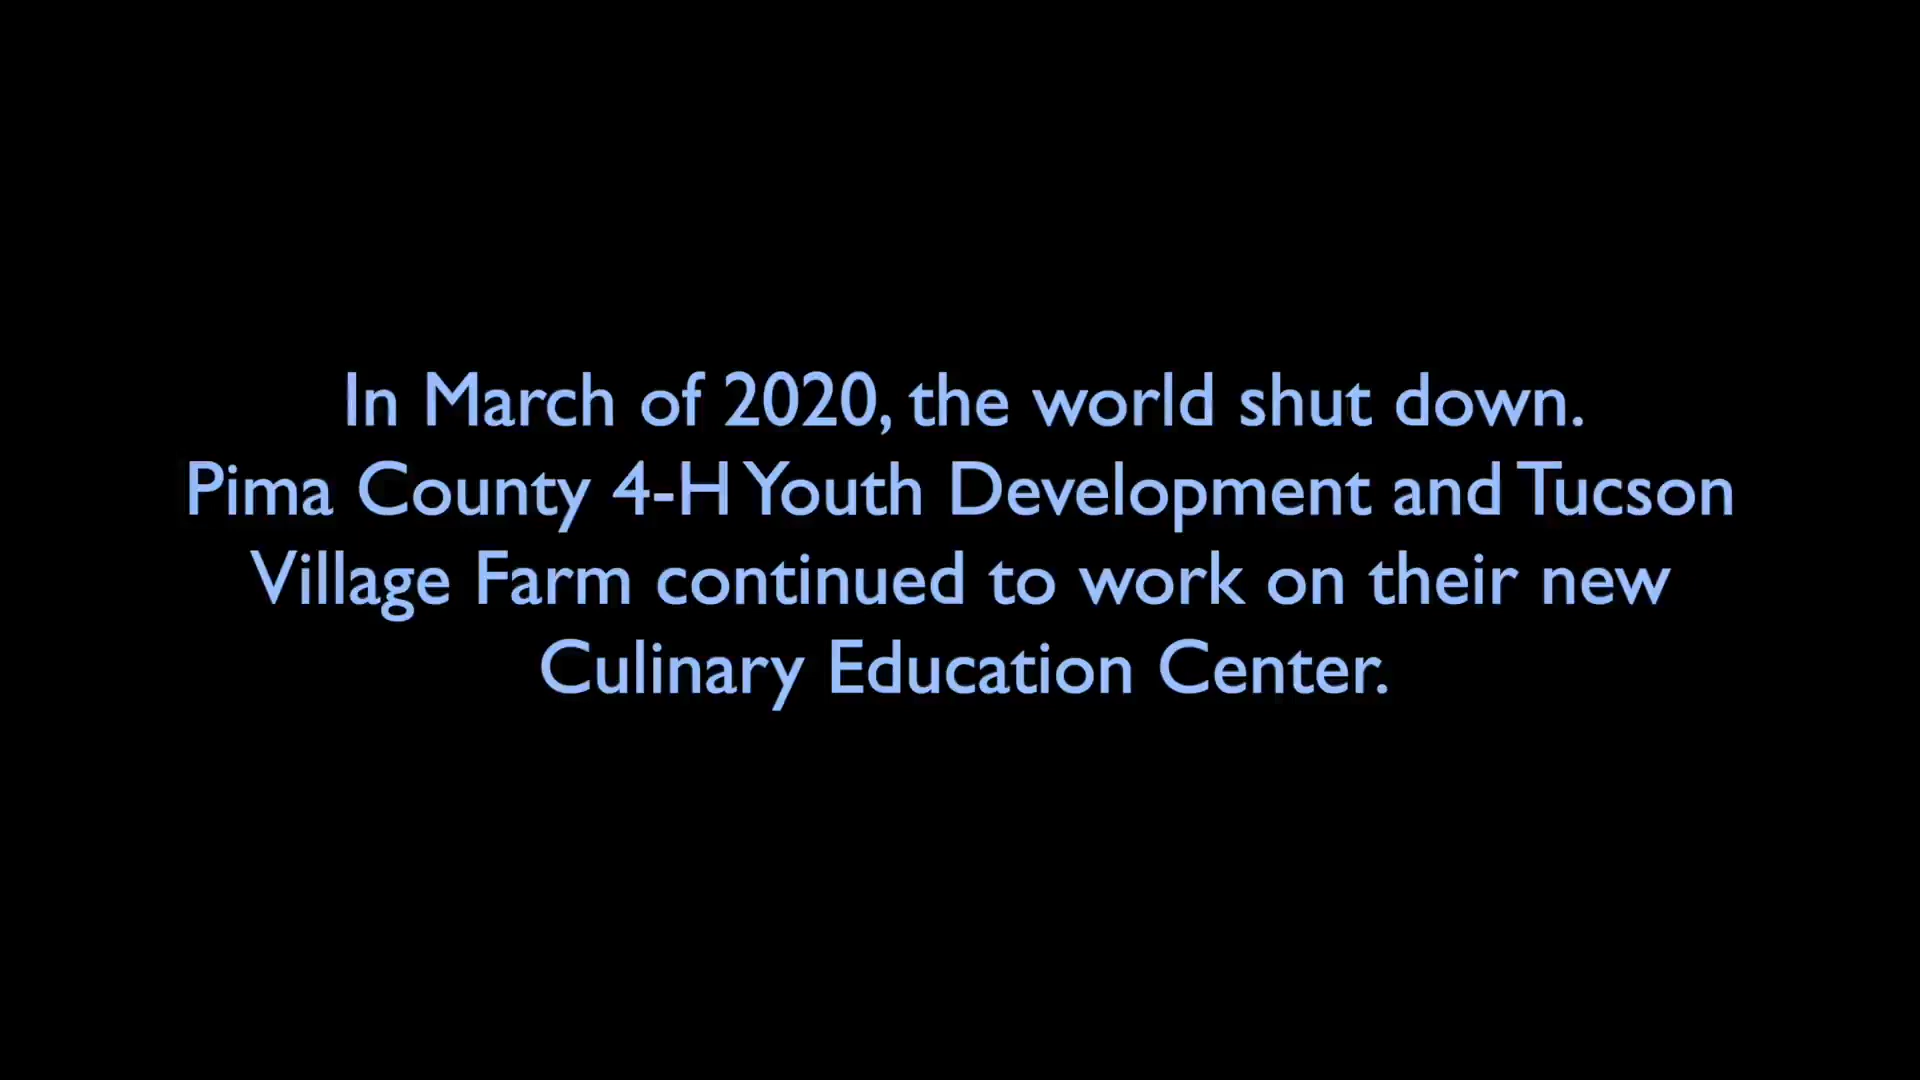 In March of 2020, the world shut down.
Pima County 4-H Youth Development and Tucson
Village Farm continued to work on their new
Culinary Education Center.